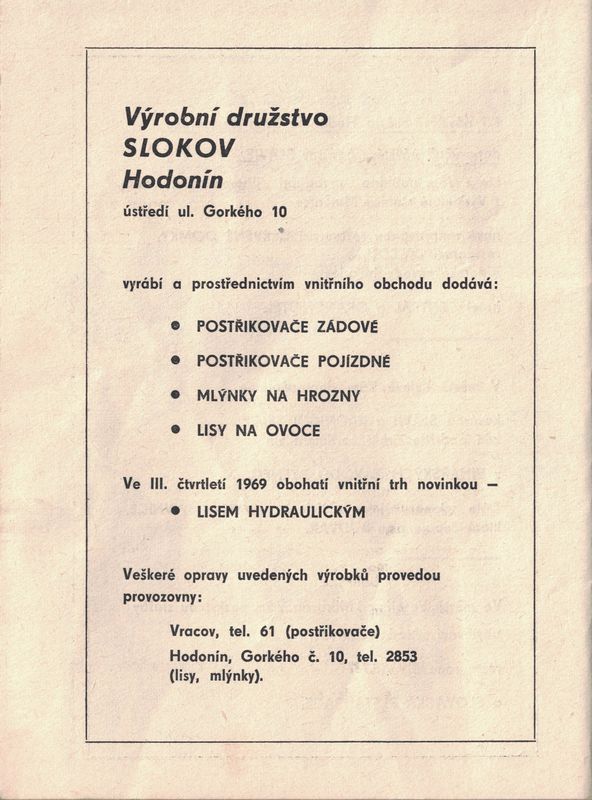 Výrobní družstvo
SLOKOV
Hodonín
ústředí ul. Gorkého 10
vyrábí a prostřednictvím vnitřního obchodu dodává:
● POSTŘIKOVAČE ZÁDOVÉ
● POSTŘIKOVAČE POJÍZDNÉ
● MLÝNKY NA HROZNY
● LISY NA OVOCE
Ve III. čtvrtletí 1969 obohatí vnitřní trh novinkou —
● LISEM HYDRAULICKÝM
Veškeré opravy uvedených výrobků provedou
provozovny:
Vracov, tel. 61 (postřikovače)
Hodonín, Gorkého č. 10, tel. 2853
(lisy, mlýnky).